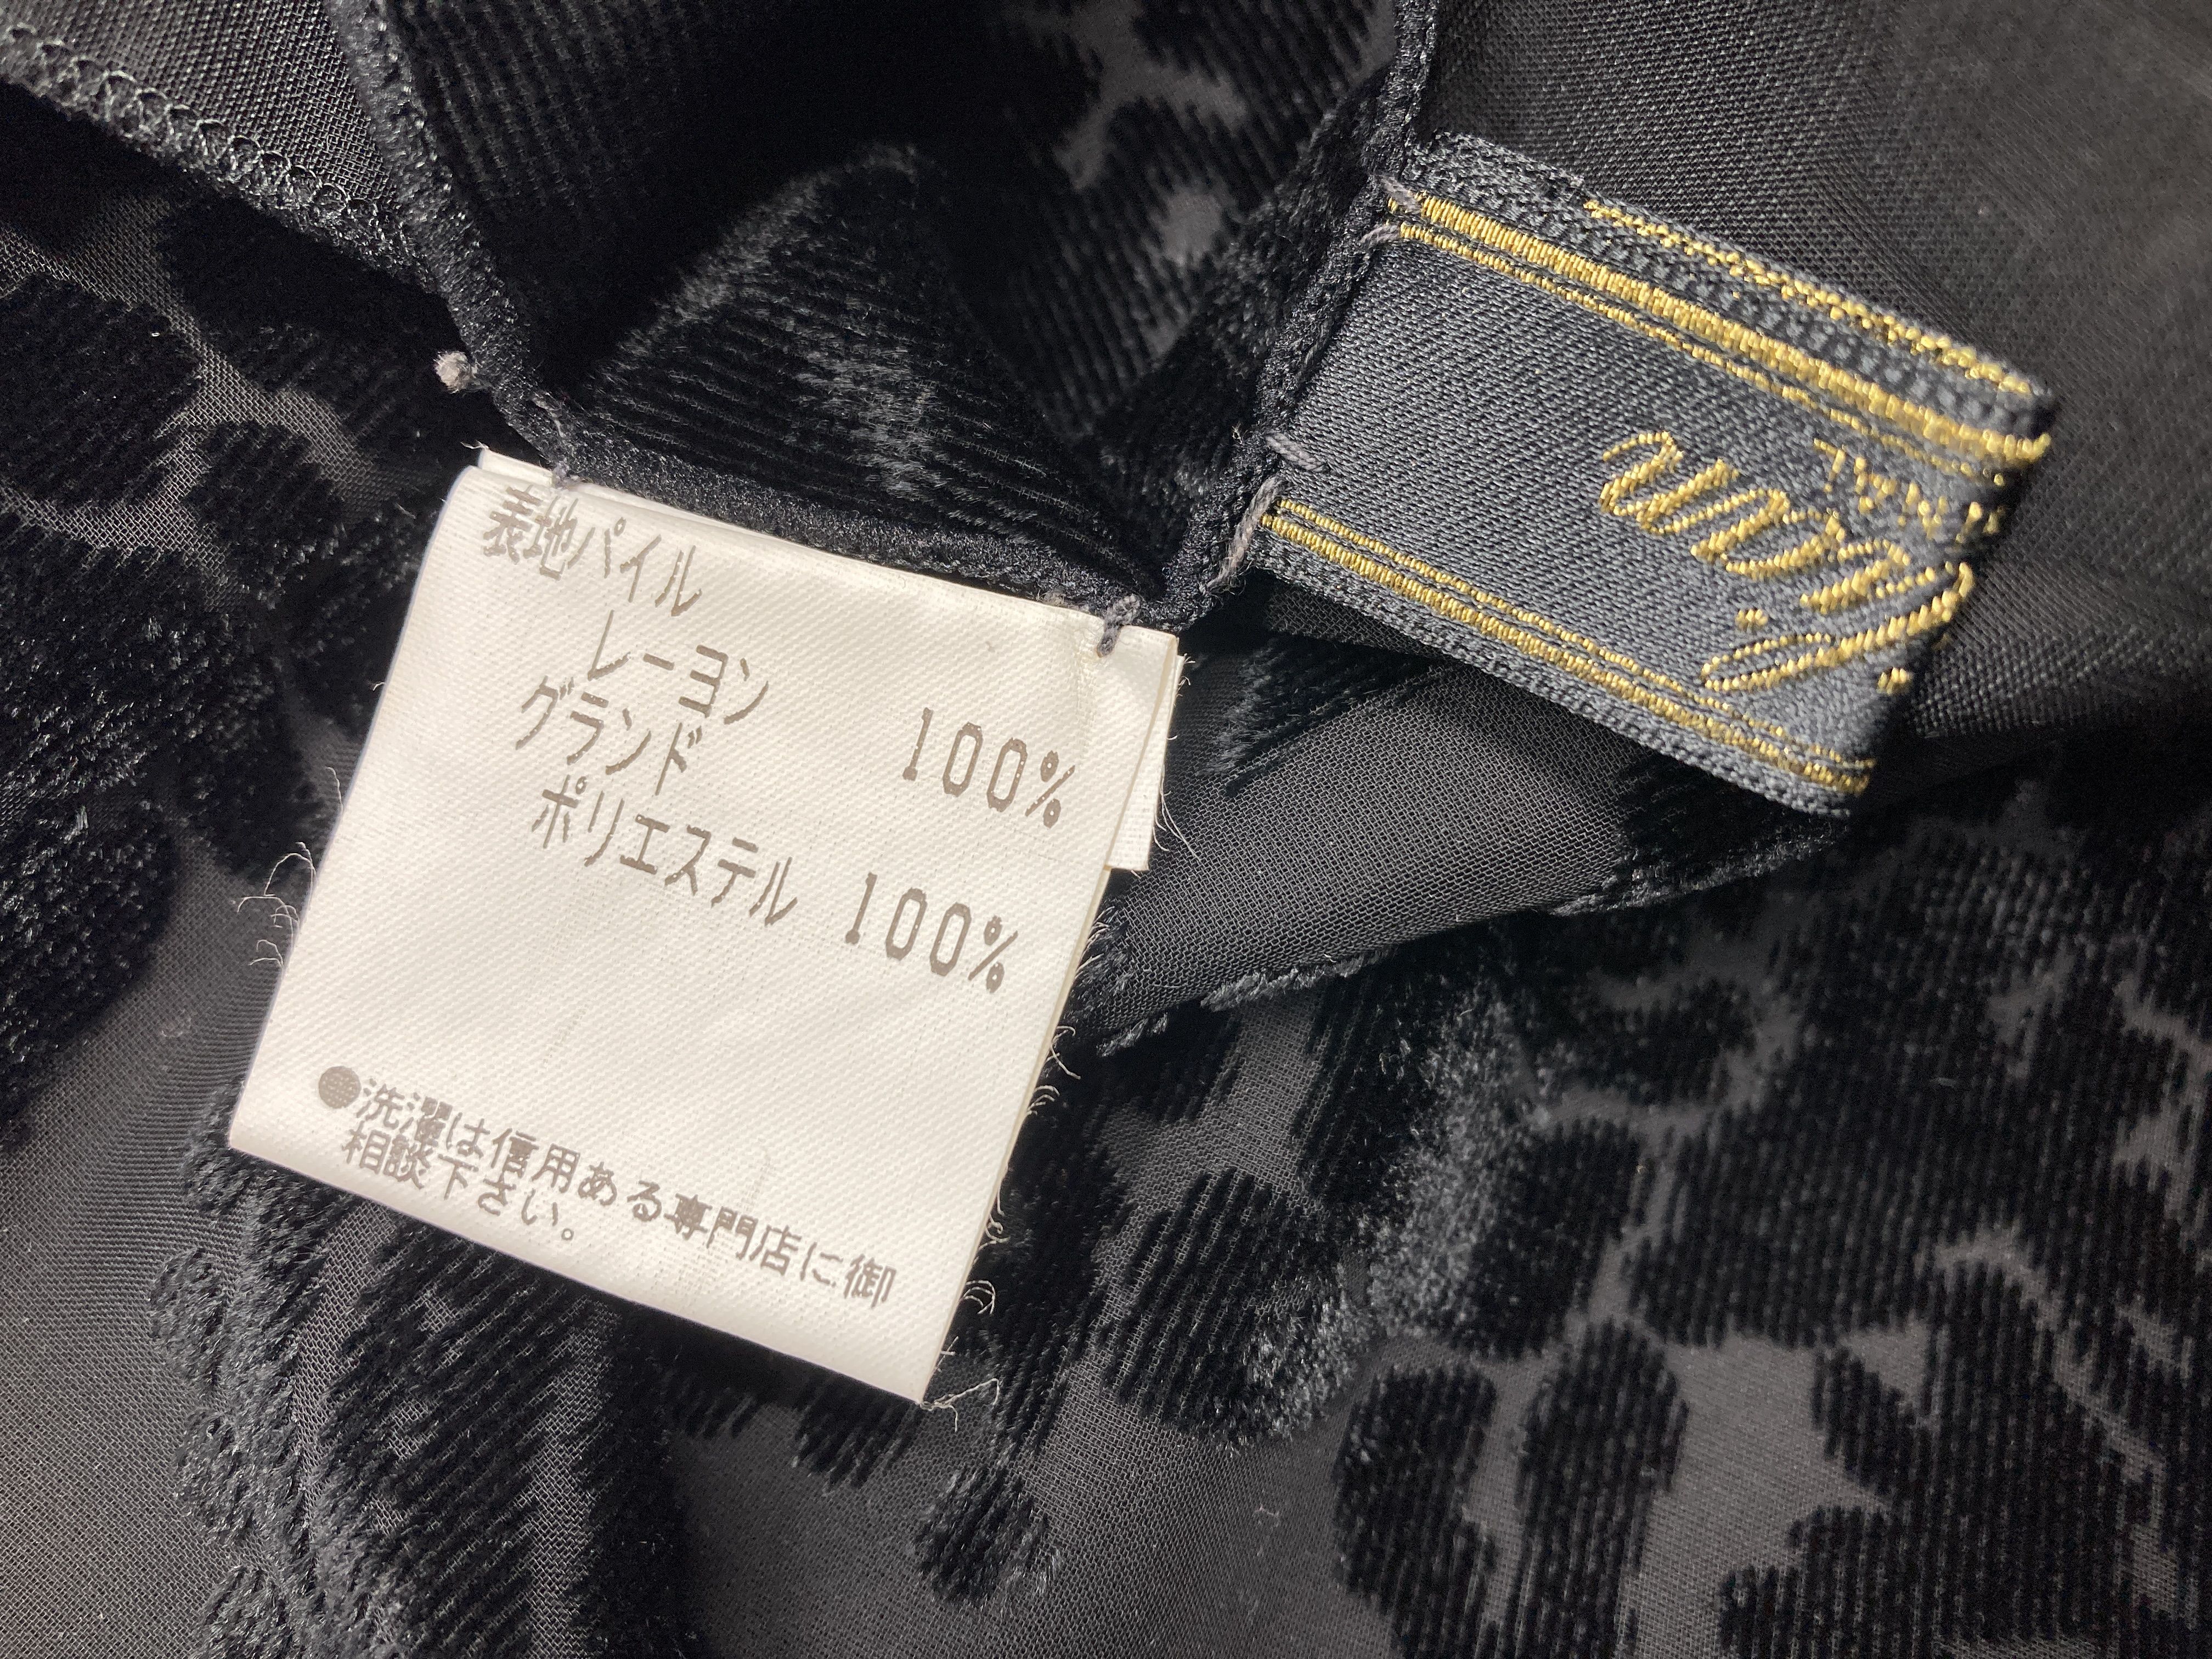 表地パイル
レーヨン 100%
グランド
ポリエステル 100%
●洗濯は信用ある専門店に御
相談下さい。